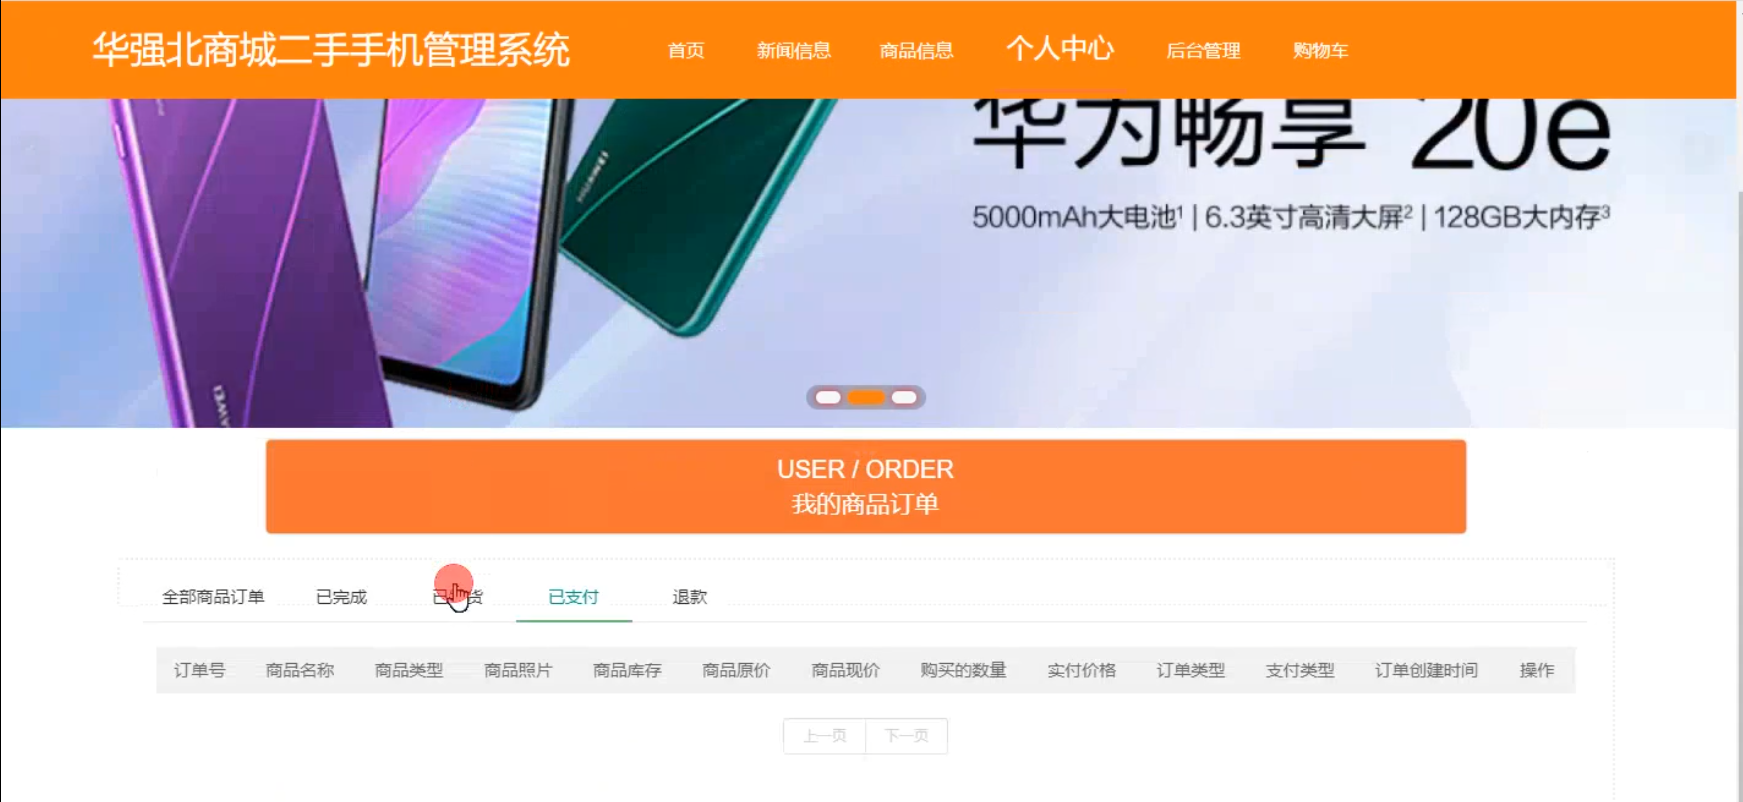 华强北商城二手手机管理系统 首页 新闻信息 商品信息 个人中心 后台管理 购物车
华为畅享 20e
5000mAh大电池¹ | 6.3英寸高清大屏² | 128GB大内存³
HUAWEI
USER / ORDER
我的商品订单
全部商品订单 已完成 已 货 已支付 退款
订单号 商品名称 商品类型 商品照片 商品库存 商品原价 商品现价 购买的数量 实付价格 订单类型 支付类型 订单创建时间 操作
上一页 下一页